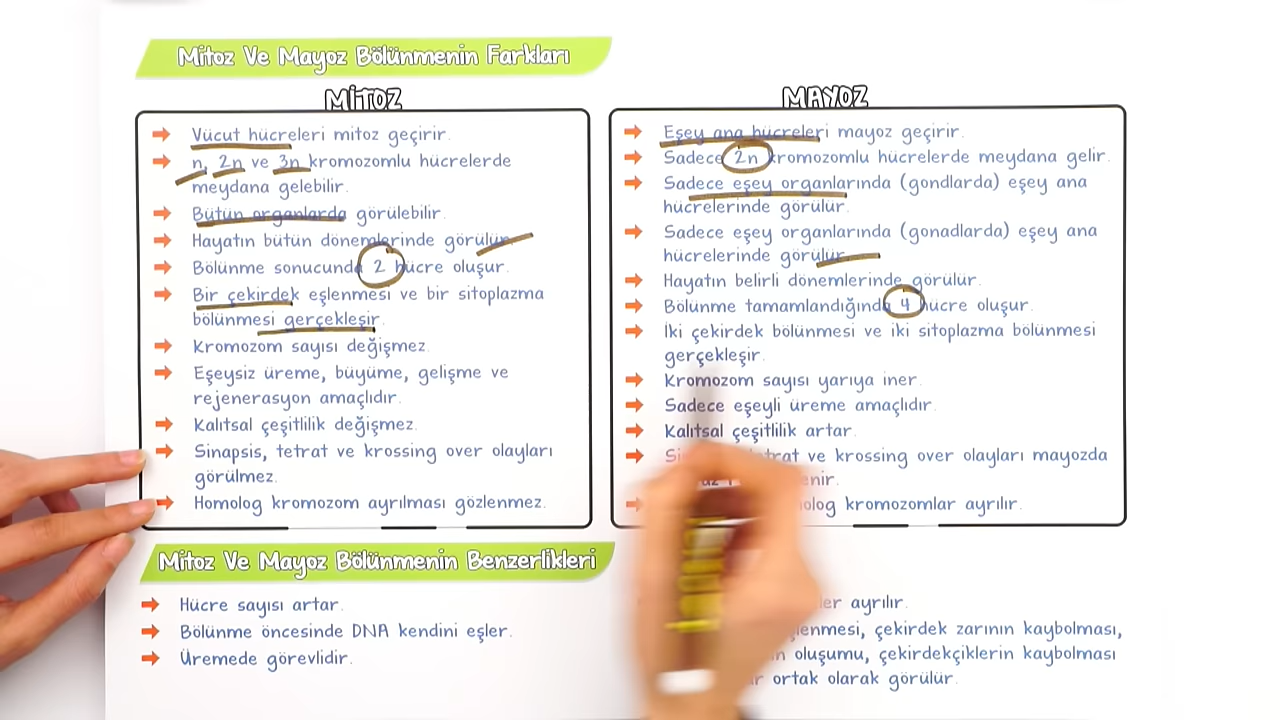 Mitoz Ve Mayoz Bölünmenin Farkları
MİTOZ
Vücut hücreleri mitoz geçirir.
n, 2n ve 3n kromozomlu hücrelerde
meydana gelebilir.
Bütün organlarda görülebilir.
Hayatın bütün dönemlerinde görülür.
Bölünme sonucunda 2 hücre oluşur.
Bir çekirdek eşlenmesi ve bir sitoplazma
bölünmesi gerçekleşir.
Kromozom sayısı değişmez.
Eşeysiz üreme, büyüme, gelişme ve
rejenerasyon amaçlıdır.
Kalıtsal çeşitlilik değişmez.
Sinapsis, tetrat ve krossing over olayları
görülmez.
Homolog kromozom ayrılması gözlenmez.
MAYOZ
Eşey ana hücreleri mayoz geçirir.
Sadece 2n kromozomlu hücrelerde meydana gelir.
Sadece eşey organlarında (gondlarda) eşey ana
hücrelerinde görülür.
Sadece eşey organlarında (gonadlarda) eşey ana
hücrelerinde görülür.
Hayatın belirli dönemlerinde görülür.
Bölünme tamamlandığında 4 hücre oluşur.
İki çekirdek bölünmesi ve iki sitoplazma bölünmesi
gerçekleşir.
Kromozom sayısı yarıya iner.
Sadece eşeyli üreme amaçlıdır.
Kalıtsal çeşitlilik artar.
ve krossing over olayları mayozda
kromozomlar ayrılır.
Mitoz Ve Mayoz Bölünmenin Benzerlikleri
Hücre sayısı artar.
Bölünme öncesinde DNA kendini eşler.
Üremede görevlidir.
ayrılır.
çekirdek zarının kaybolması,
oluşumu, çekirdekçiklerin kaybolması
ortak olarak görülür.